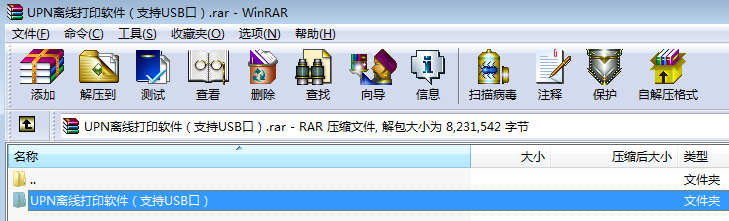 UPN离线打印软件（支持USB口）.rar - WinRAR
文件(F) 命令(C) 工具(S) 收藏夹(O) 选项(N) 帮助(H)
添加 解压到 测试 查看 删除 查找 向导 信息 扫描病毒 注释 保护 自解压格式
UPN离线打印软件（支持USB口）.rar - RAR 压缩文件, 解包大小为 8,231,542 字节
名称 大小 压缩后大小 类型
.. 文件夹
UPN离线打印软件（支持USB口） 文件夹